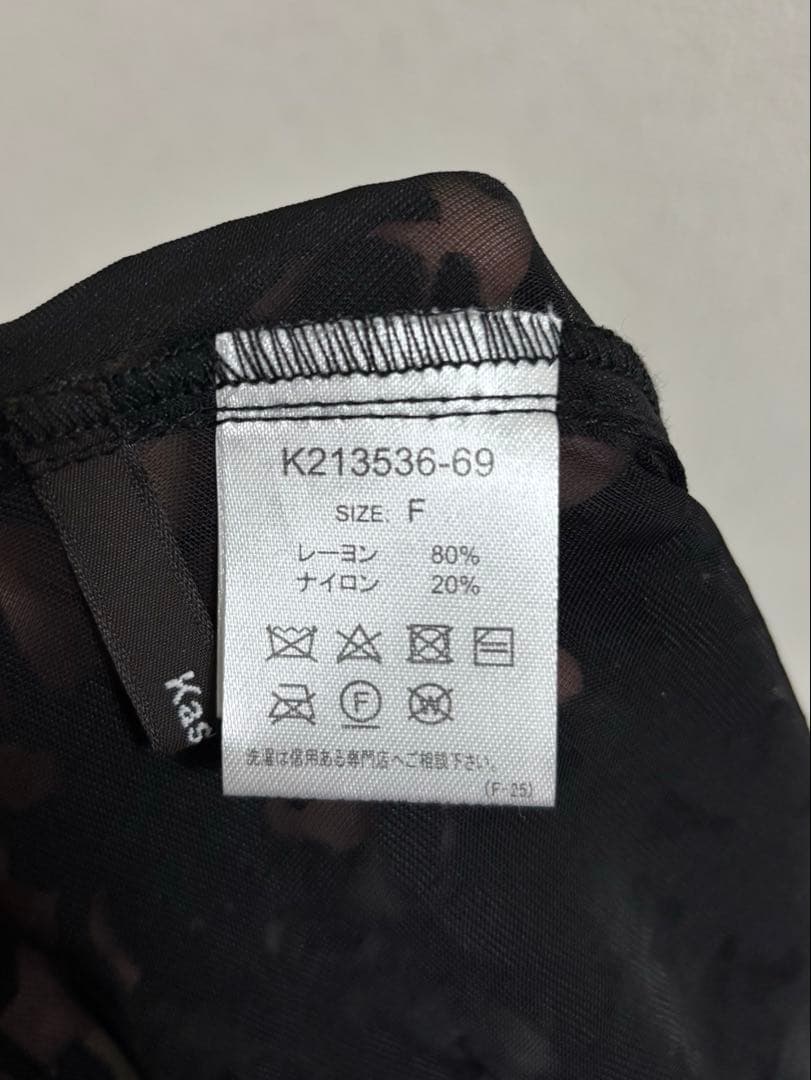 K213536-69
SIZE. F
レーヨン 80%
ナイロン 20%
F
W
洗濯は信用ある専門店へご相談下さい。
(F-25)
Kas